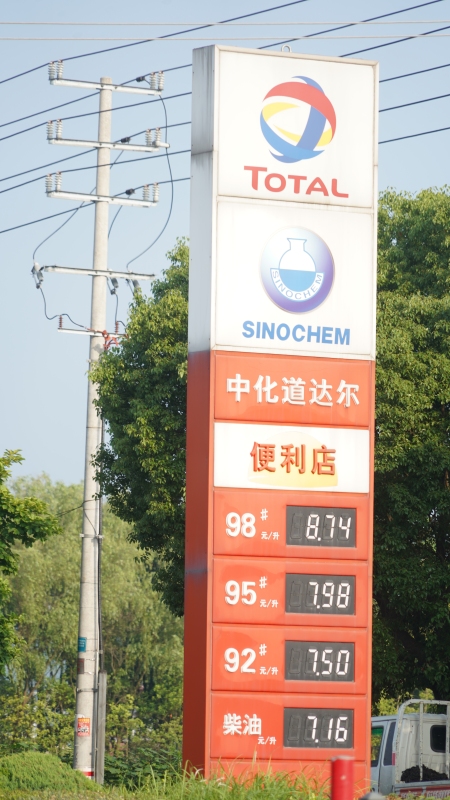 TOTAL
SINOCHEM
SINOCHEM
中化道达尔
便利店
98# 元/升 8.74
95# 元/升 7.98
92# 元/升 7.50
柴油 元/升 7.16